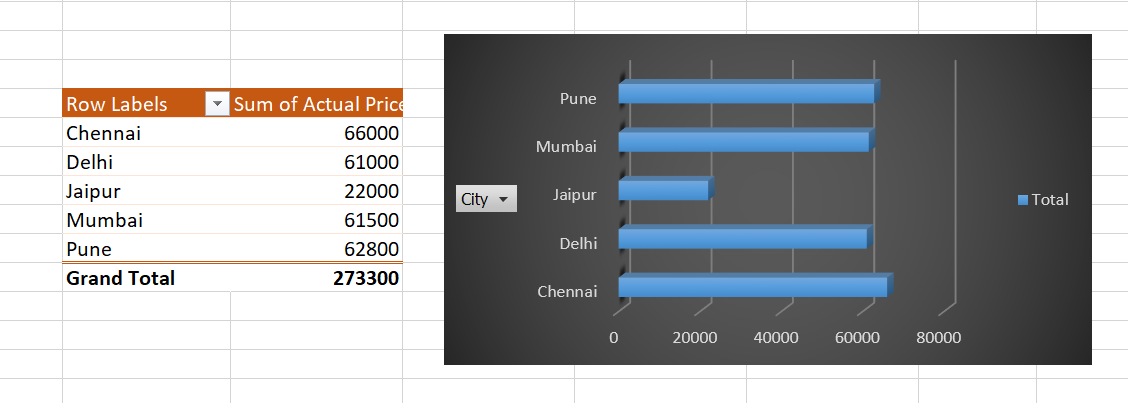 Row Labels Sum of Actual Price
Chennai 66000
Delhi 61000
Jaipur 22000
Mumbai 61500
Pune 62800
Grand Total 273300
Pune
Mumbai
City Jaipur Total
Delhi
Chennai
0 20000 40000 60000 80000